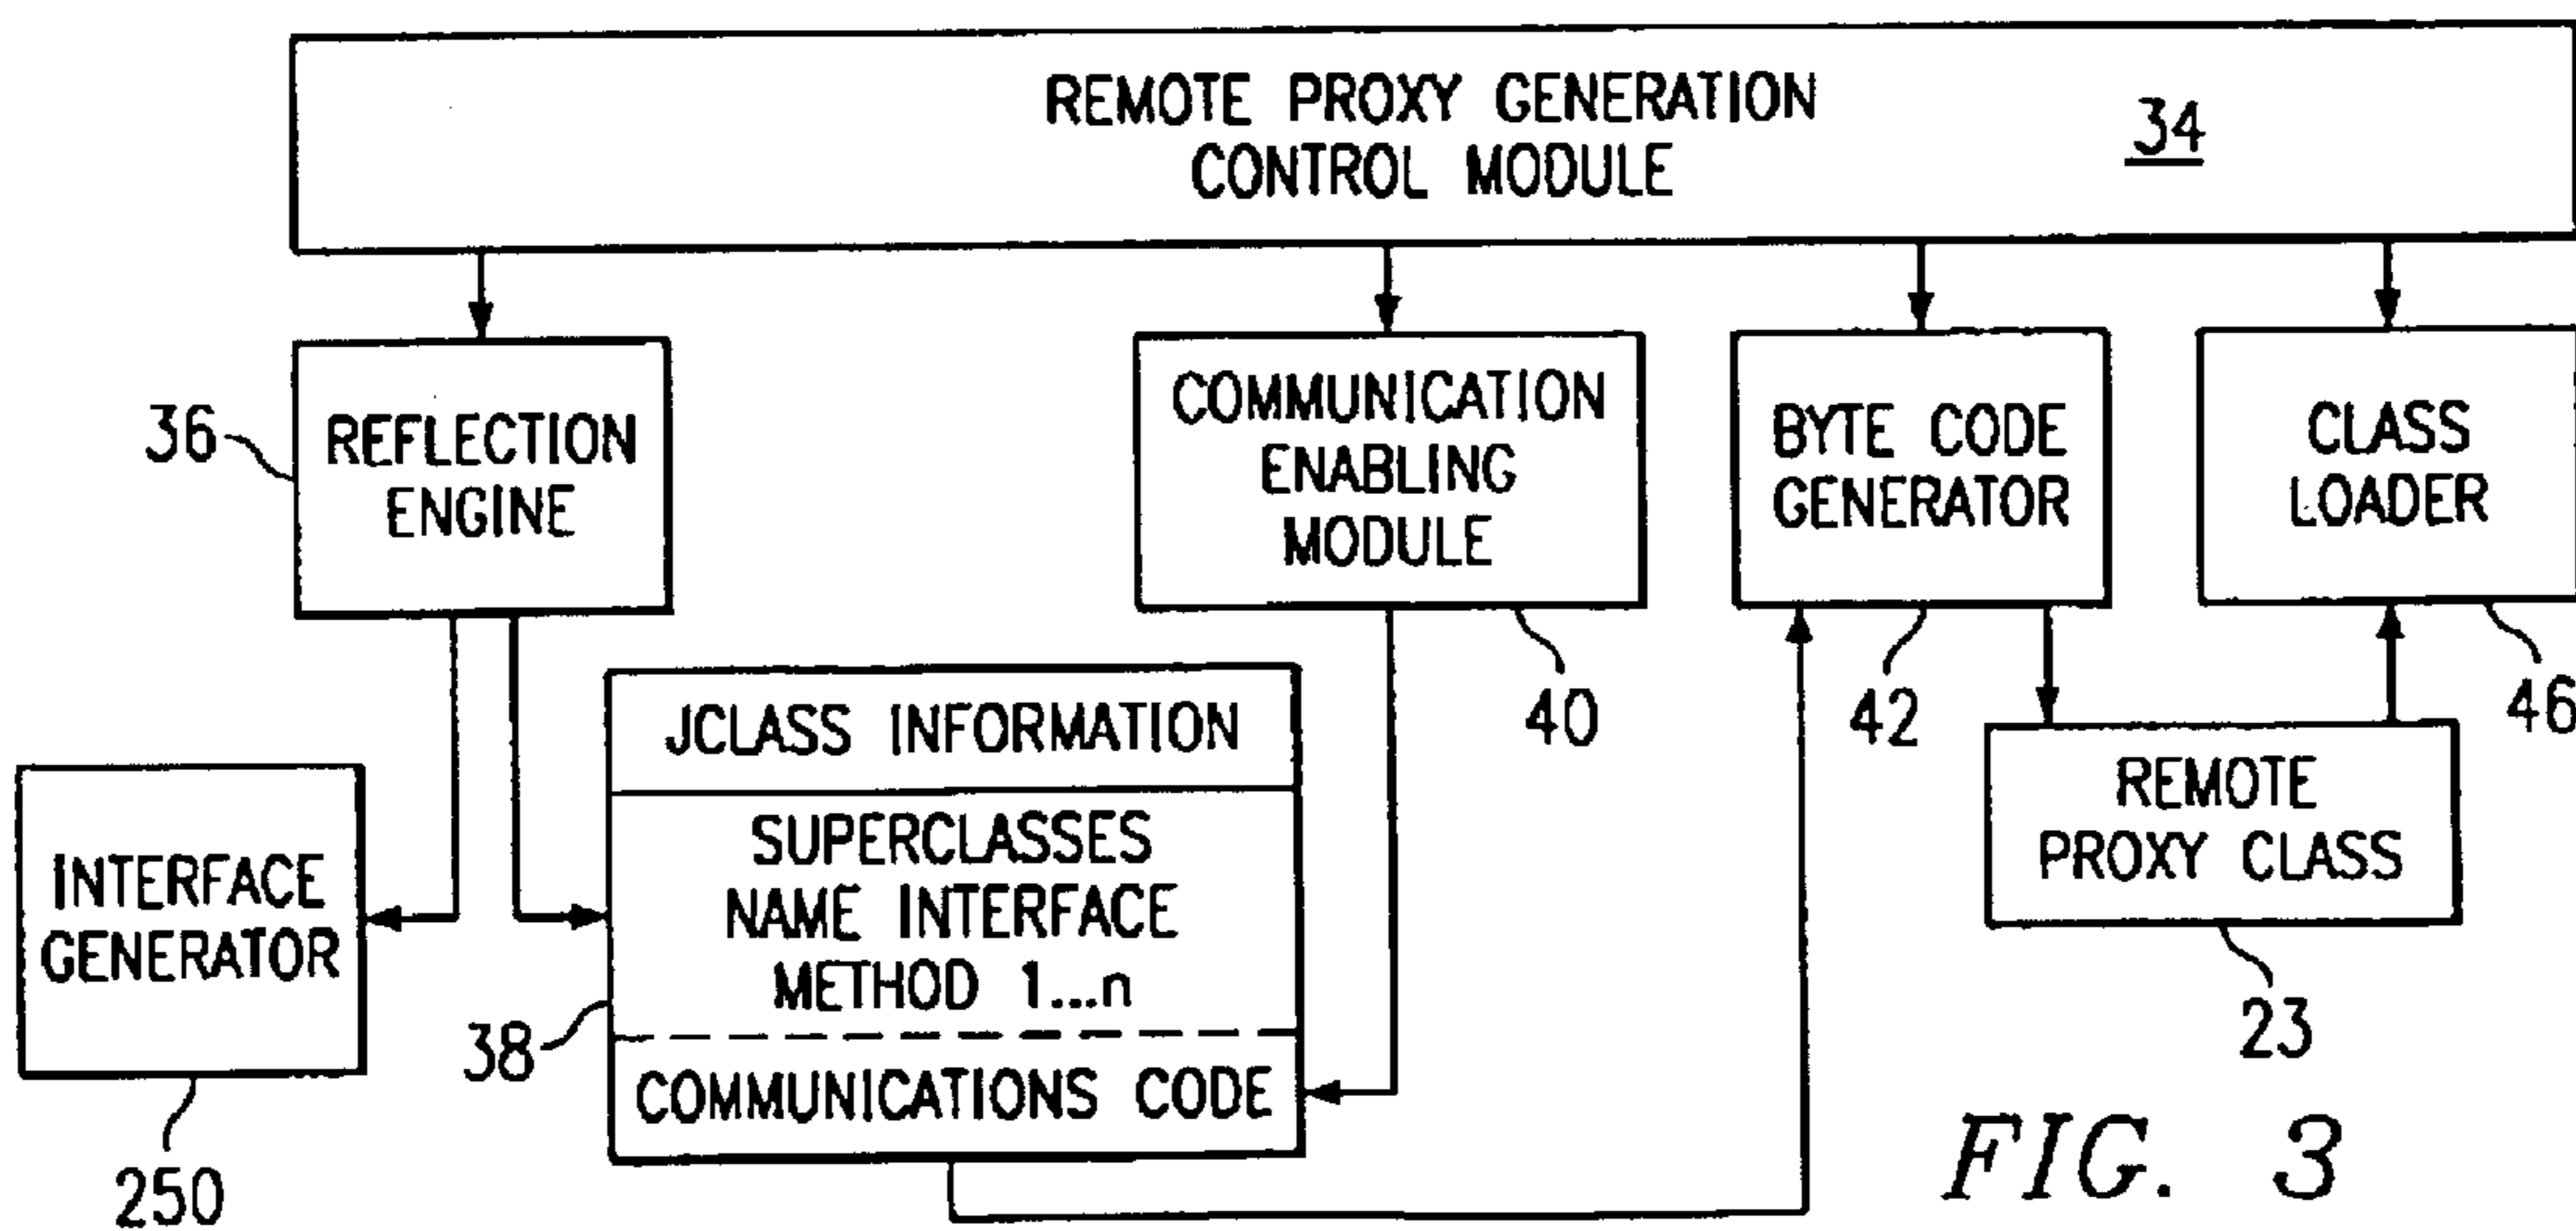 REMOTE PROXY GENERATION
CONTROL MODULE
34
36
REFLECTION
ENGINE
COMMUNICATION
ENABLING
MODULE
BYTE CODE
GENERATOR
CLASS
LOADER
40
42
46
JCLASS INFORMATION
SUPERCLASSES
NAME INTERFACE
METHOD 1...n
COMMUNICATIONS CODE
38
INTERFACE
GENERATOR
250
REMOTE
PROXY CLASS
23
FIG. 3